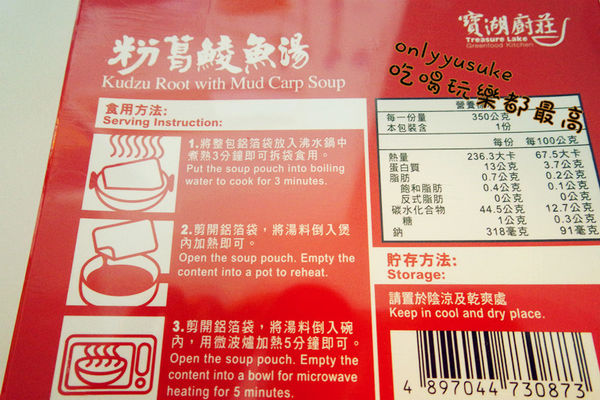 粉葛鯪魚湯
Kudzu Root with Mud Carp Soup
寶湖廚莊
Treasure Lake
Greenfood Kitchen
onlyyusuke
吃喝玩樂都最高
食用方法:
Serving Instruction:
1.將整包鋁箔袋放入沸水鍋中
煮熟3分鐘即可拆袋食用。
Put the soup pouch into boiling
water to cook for 3 minutes.
2.剪開鋁箔袋,將湯料倒入煲
內加熱即可。
Open the soup pouch. Empty the
content into a pot to reheat.
3.剪開鋁箔袋,將湯料倒入碗
內,用微波爐加熱5分鐘即可。
Open the soup pouch. Empty the
content into a bowl for microwave
heating for 5 minutes.
營養
每一份量 350公克
本包裝含 1份
每份 每100公克
熱量 236.3大卡 67.5大卡
蛋白質 13公克 3.7公克
脂肪 0.7公克 0.2公克
飽和脂肪 0.4公克 0.1公克
反式脂肪 0公克 0公克
碳水化合物 44.5公克 12.7公克
糖 1公克 0.3公克
鈉 318毫克 91毫克
貯存方法:
Storage:
請置於陰涼及乾爽處
Keep in cool and dry place.
4 897044 730873